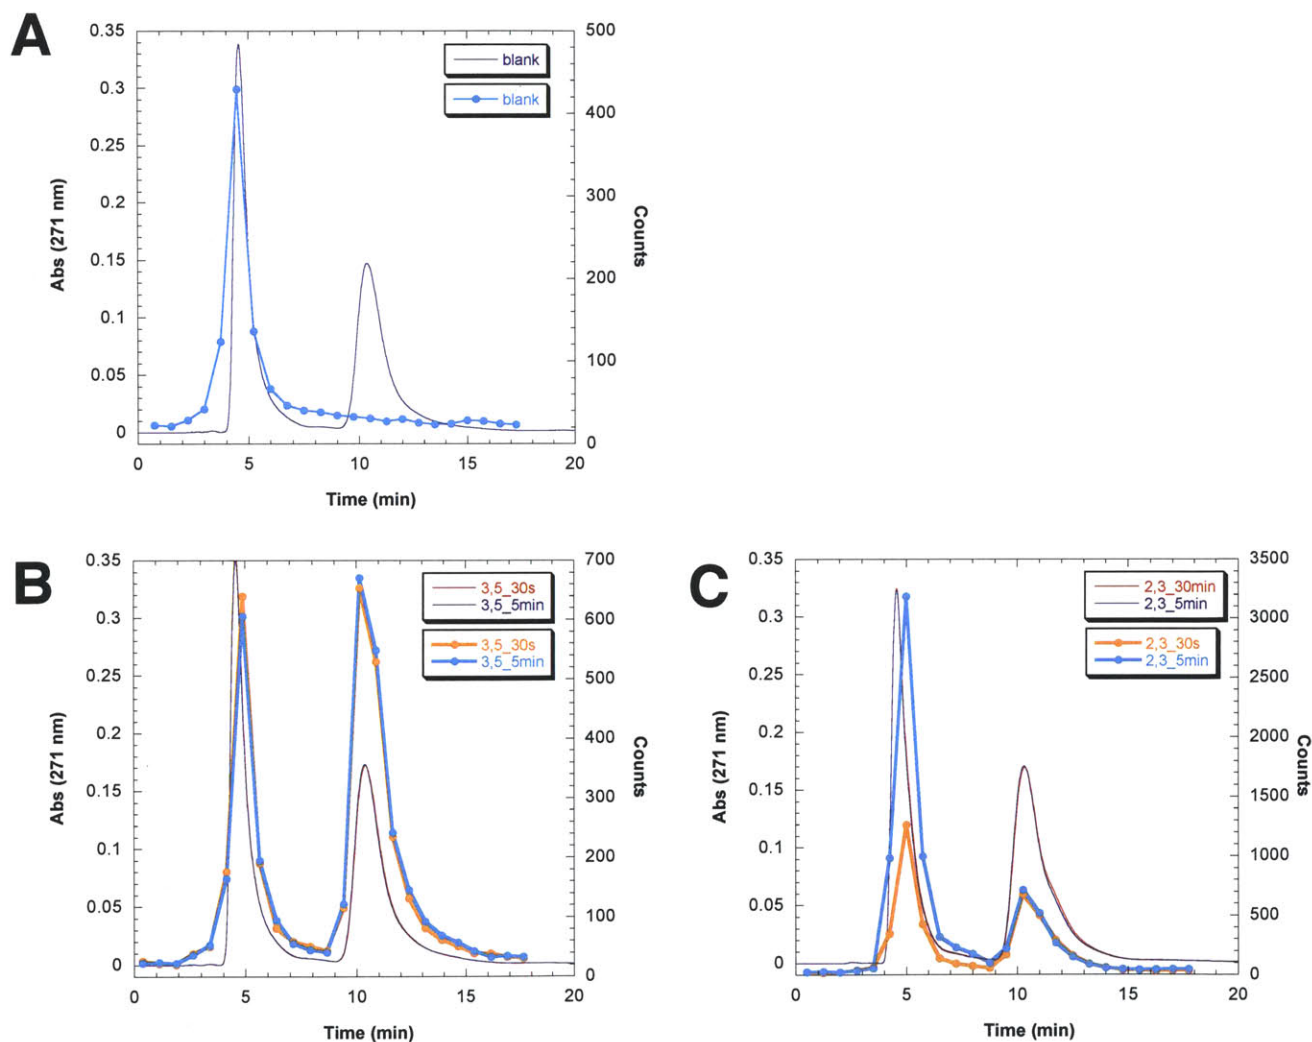 A
0.35
0.3
0.25
0.2
0.15
0.1
0.05
0
Abs (271 nm)
500
400
300
200
100
0
Counts
blank
blank
0 5 10 15 20
Time (min)
B
0.35
0.3
0.25
0.2
0.15
0.1
0.05
0
Abs (271 nm)
700
600
500
400
300
200
100
0
Counts
3,5_30s
3,5_5min
3,5_30s
3,5_5min
0 5 10 15 20
Time (min)
C
0.35
0.3
0.25
0.2
0.15
0.1
0.05
0
Abs (271 nm)
3500
3000
2500
2000
1500
1000
500
0
Counts
2,3_30min
2,3_5min
2,3_30s
2,3_5min
0 5 10 15 20
Time (min)